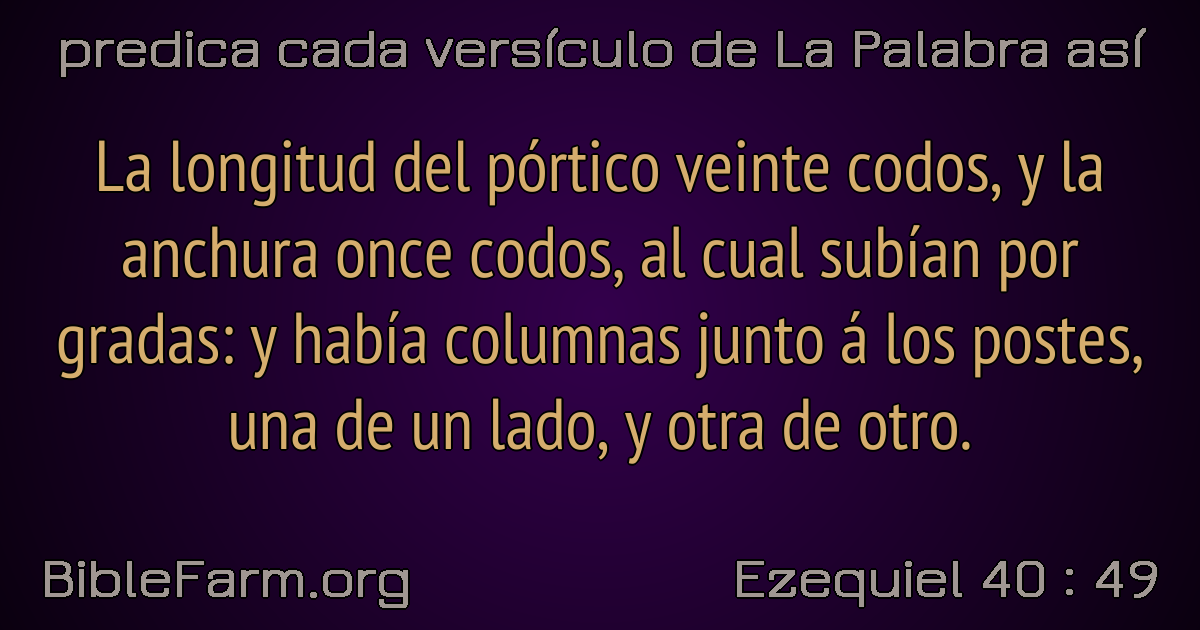 predica cada versículo de La Palabra así
La longitud del pórtico veinte codos, y la
anchura once codos, al cual subían por
gradas: y había columnas junto á los postes,
una de un lado, y otra de otro.
BibleFarm.org
Ezequiel 40 : 49